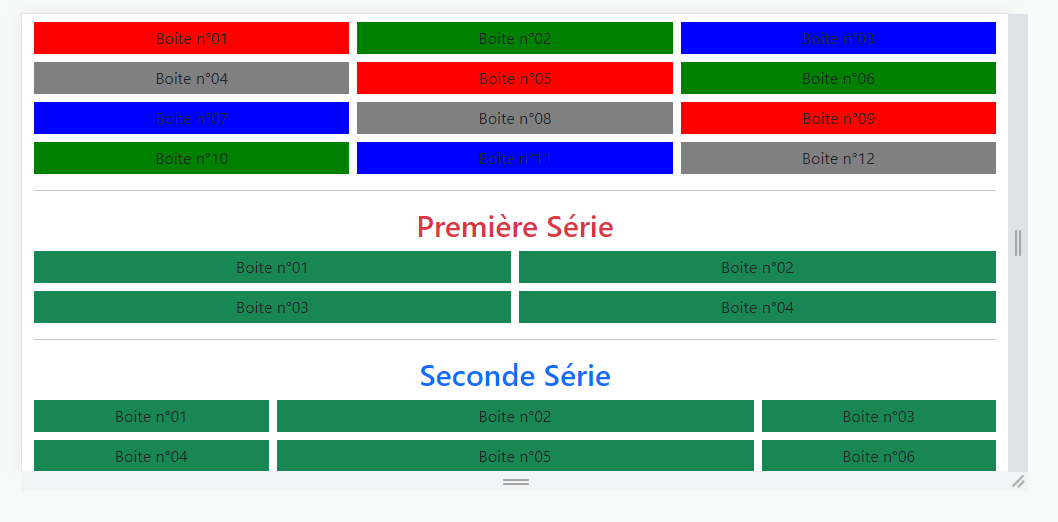 Boite n°01 Boite n°02 Boite n°03
Boite n°04 Boite n°05 Boite n°06
Boite n°07 Boite n°08 Boite n°09
Boite n°10 Boite n°11 Boite n°12
Première Série
Boite n°01 Boite n°02
Boite n°03 Boite n°04
Seconde Série
Boite n°01 Boite n°02 Boite n°03
Boite n°04 Boite n°05 Boite n°06